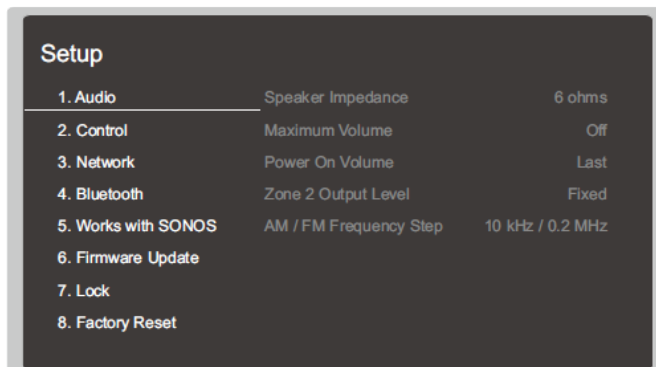 Setup
1. Audio Speaker Impedance 6 ohms
2. Control Maximum Volume Off
3. Network Power On Volume Last
4. Bluetooth Zone 2 Output Level Fixed
5. Works with SONOS AM / FM Frequency Step 10 kHz / 0.2 MHz
6. Firmware Update
7. Lock
8. Factory Reset